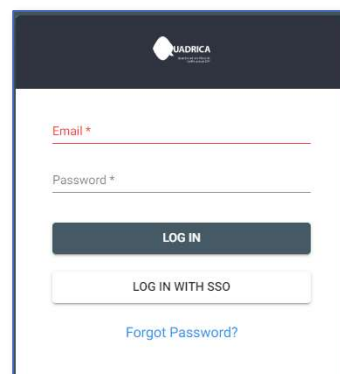 QUADRICA
Email *
Password *
LOG IN
LOG IN WITH SSO
Forgot Password?